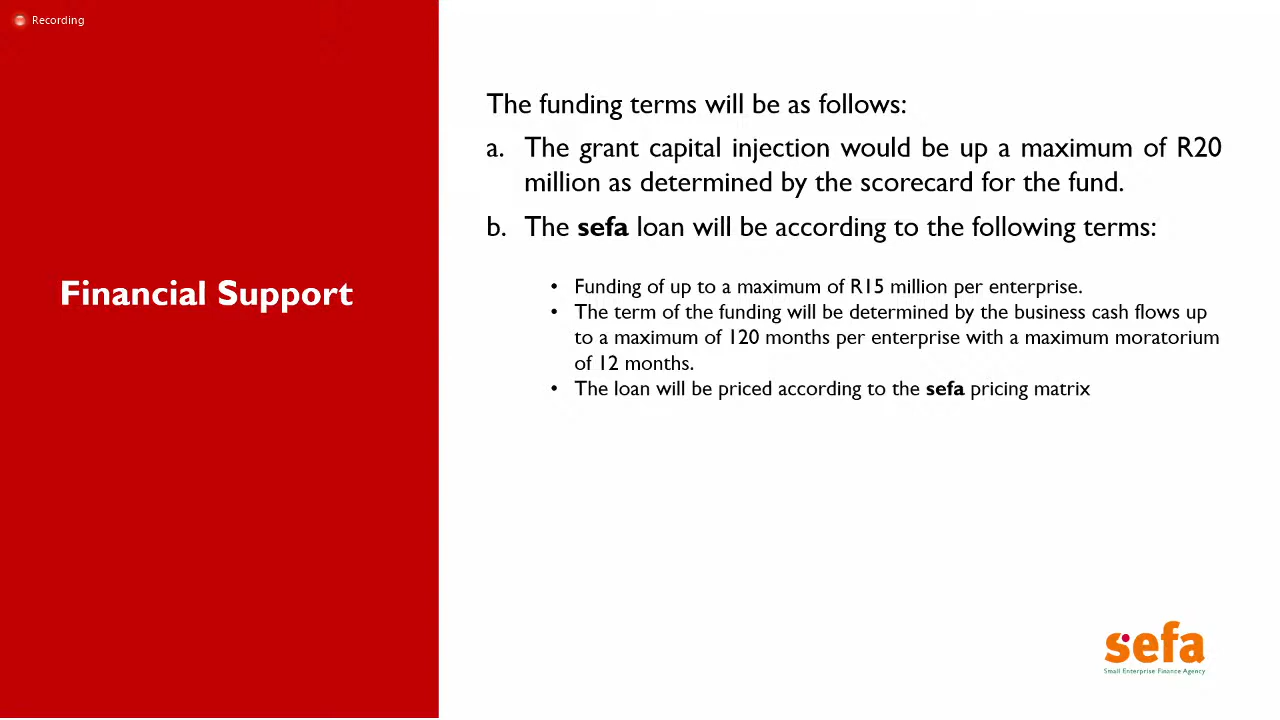 Recording
The funding terms will be as follows:
a. The grant capital injection would be up a maximum of R20
million as determined by the scorecard for the fund.
b. The sefa loan will be according to the following terms:
Financial Support
• Funding of up to a maximum of R15 million per enterprise.
• The term of the funding will be determined by the business cash flows up
to a maximum of 120 months per enterprise with a maximum moratorium
of 12 months.
• The loan will be priced according to the sefa pricing matrix
sefa
Small Enterprise Finance Agency